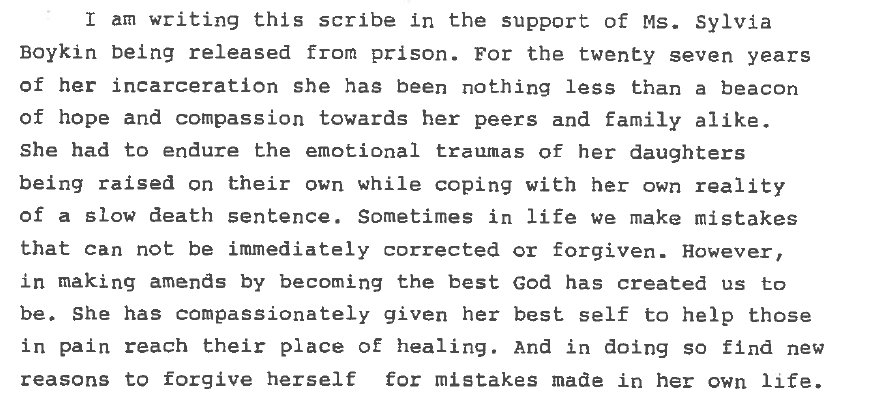 I am writing this scribe in the support of Ms. Sylvia
Boykin being released from prison. For the twenty seven years
of her incarceration she has been nothing less than a beacon
of hope and compassion towards her peers and family alike.
She had to endure the emotional traumas of her daughters
being raised on their own while coping with her own reality
of a slow death sentence. Sometimes in life we make mistakes
that can not be immediately corrected or forgiven. However,
in making amends by becoming the best God has created us to
be. She has compassionately given her best self to help those
in pain reach their place of healing. And in doing so find new
reasons to forgive herself  for mistakes made in her own life.